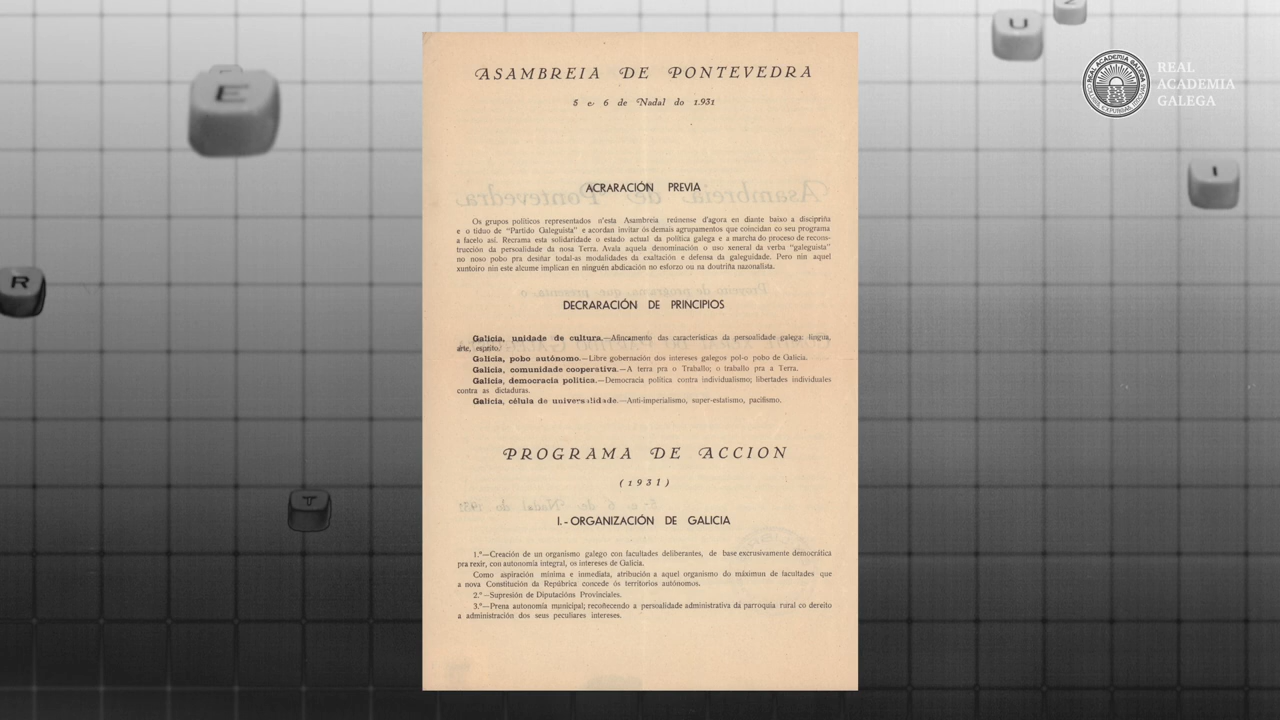 ASAMBREIA DE PONTEVEDRA
5 e 6 de Nadal do 1.931
ACRARACIÓN PREVIA
Os grupos políticos representados n'esta Asambreia reúnense d'agora en diante baixo a discipriña
e o tiduo de "Partido Galeguista" e acordan invitar ós demais agrupamentos que coincidan co seu programa
a facelo así. Recrama esta solidaridade o estado actual da política galega e a marcha do proceso de recons-
trucción da persoalidade da nosa Terra. Avala aquela denominación o uso xeneral da verba "galeguista"
no noso pobo pra desiñar todal-as modalidades da exaltación e defensa da galeguidade. Pero nin aquel
xuntoiro nin este alcume implican en ninguén abdicación no esforzo ou na doutriña nazonalista.
DECRARACIÓN DE PRINCIPIOS
Galicia, unidade de cultura.—Afincamento das características da persoalidade galega: lingua,
arte, esprito.
Galicia, pobo autónomo.—Libre gobernación dos intereses galegos pol-o pobo de Galicia.
Galicia, comunidade cooperativa.—A terra pra o Traballo; o traballo pra a Terra.
Galicia, democracia política.—Democracia política contra individualismo; libertades individuales
contra as dictaduras.
Galicia, célula de universalidade.—Anti-imperialismo, super-estatismo, pacifismo.
PROGRAMA DE ACCION
(1931)
I.-ORGANIZACIÓN DE GALICIA
1.º—Creación de un organismo galego con facultades deliberantes, de base excrusivamente democrática
pra rexir, con autonomía integral, os intereses de Galicia.
Como aspiración mínima e inmediata, atribución a aquel organismo do máximun de facultades que
a nova Constitución da Repúbrica concede ós territorios autónomos.
2.º—Supresión de Diputacións Provinciales.
3.º—Prena autonomía municipal; recoñecendo a persoalidade administrativa da parroquia rural co dereito
a administración dos seus peculiares intereses.
REAL
ACADEMIA
GALEGA
E
U
Z
I
R
T